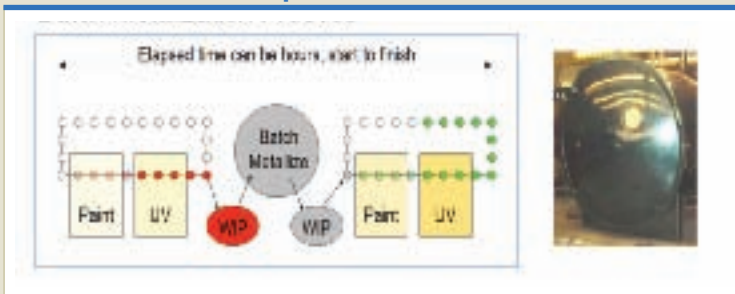 Elapsed time can be hours, start to finish
Batch
Metalize
Paint
UV
WIP
WIP
Paint
UV